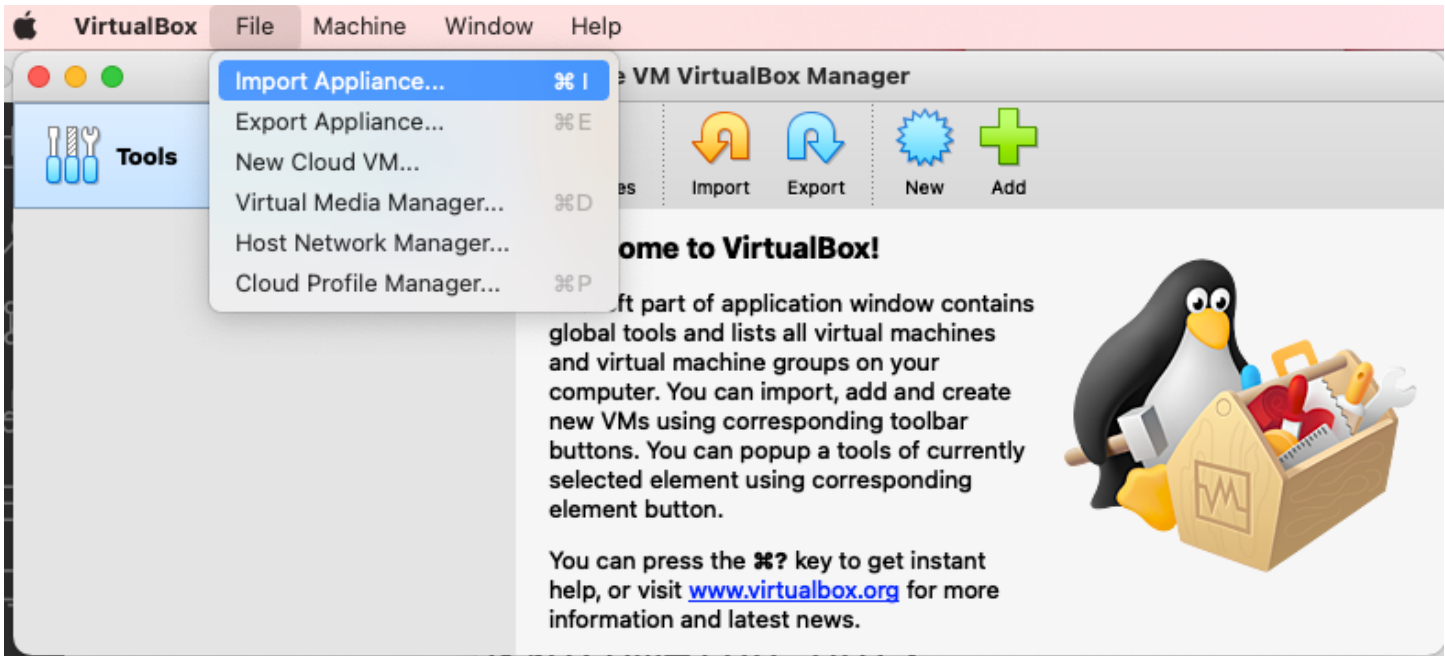 VirtualBox File Machine Window Help
VM VirtualBox Manager
Import Appliance... ⌘ I
Export Appliance... ⌘ E
New Cloud VM...
Virtual Media Manager... ⌘ D
Host Network Manager...
Cloud Profile Manager... ⌘ P
Tools
Import Export New Add
to VirtualBox!
part of application window contains
global tools and lists all virtual machines
and virtual machine groups on your
computer. You can import, add and create
new VMs using corresponding toolbar
buttons. You can popup a tools of currently
selected element using corresponding
element button.
You can press the ⌘? key to get instant
help, or visit www.virtualbox.org for more
information and latest news.